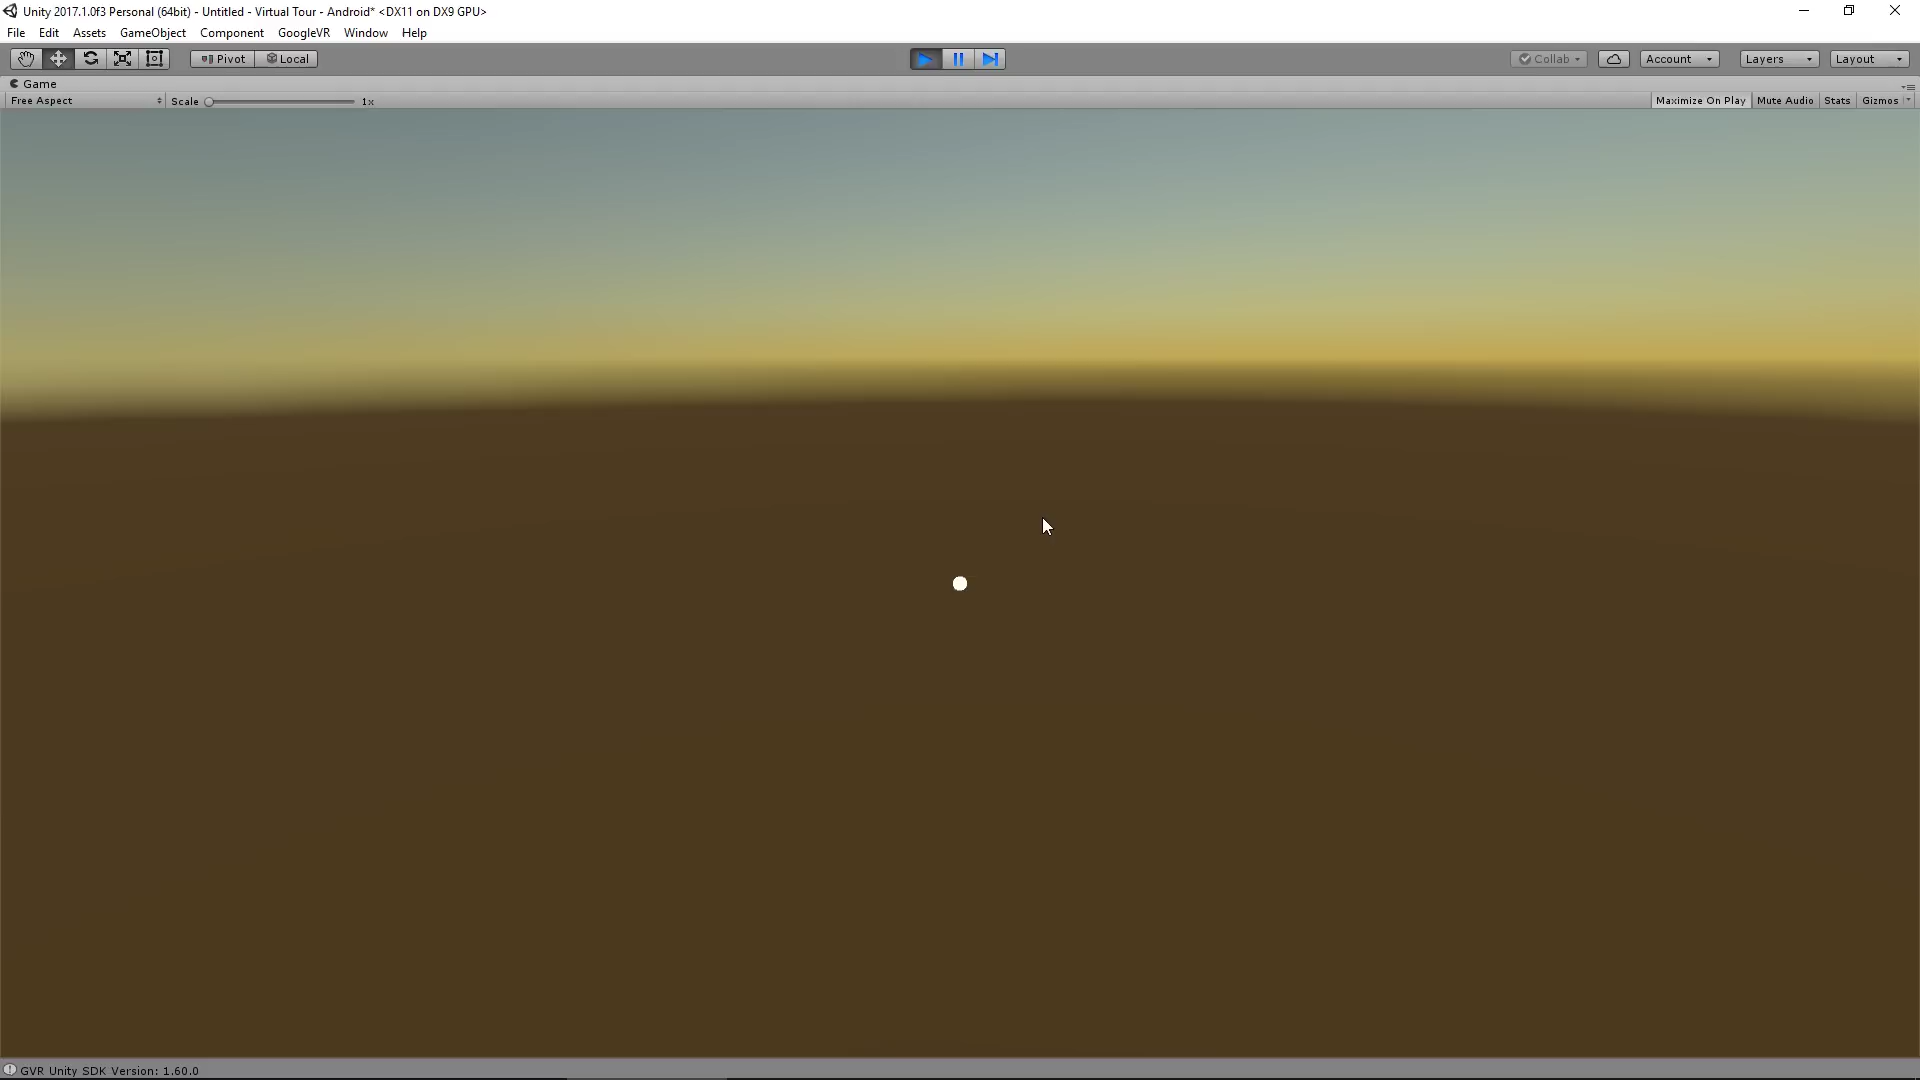 Unity 2017.1.0f3 Personal (64bit) - Untitled - Virtual Tour - Android* <DX11 on DX9 GPU>
File Edit Assets GameObject Component GoogleVR Window Help
Pivot Local Collab Account Layers Layout
Game
Free Aspect Scale 1x Maximize On Play Mute Audio Stats Gizmos
GVR Unity SDK Version: 1.60.0